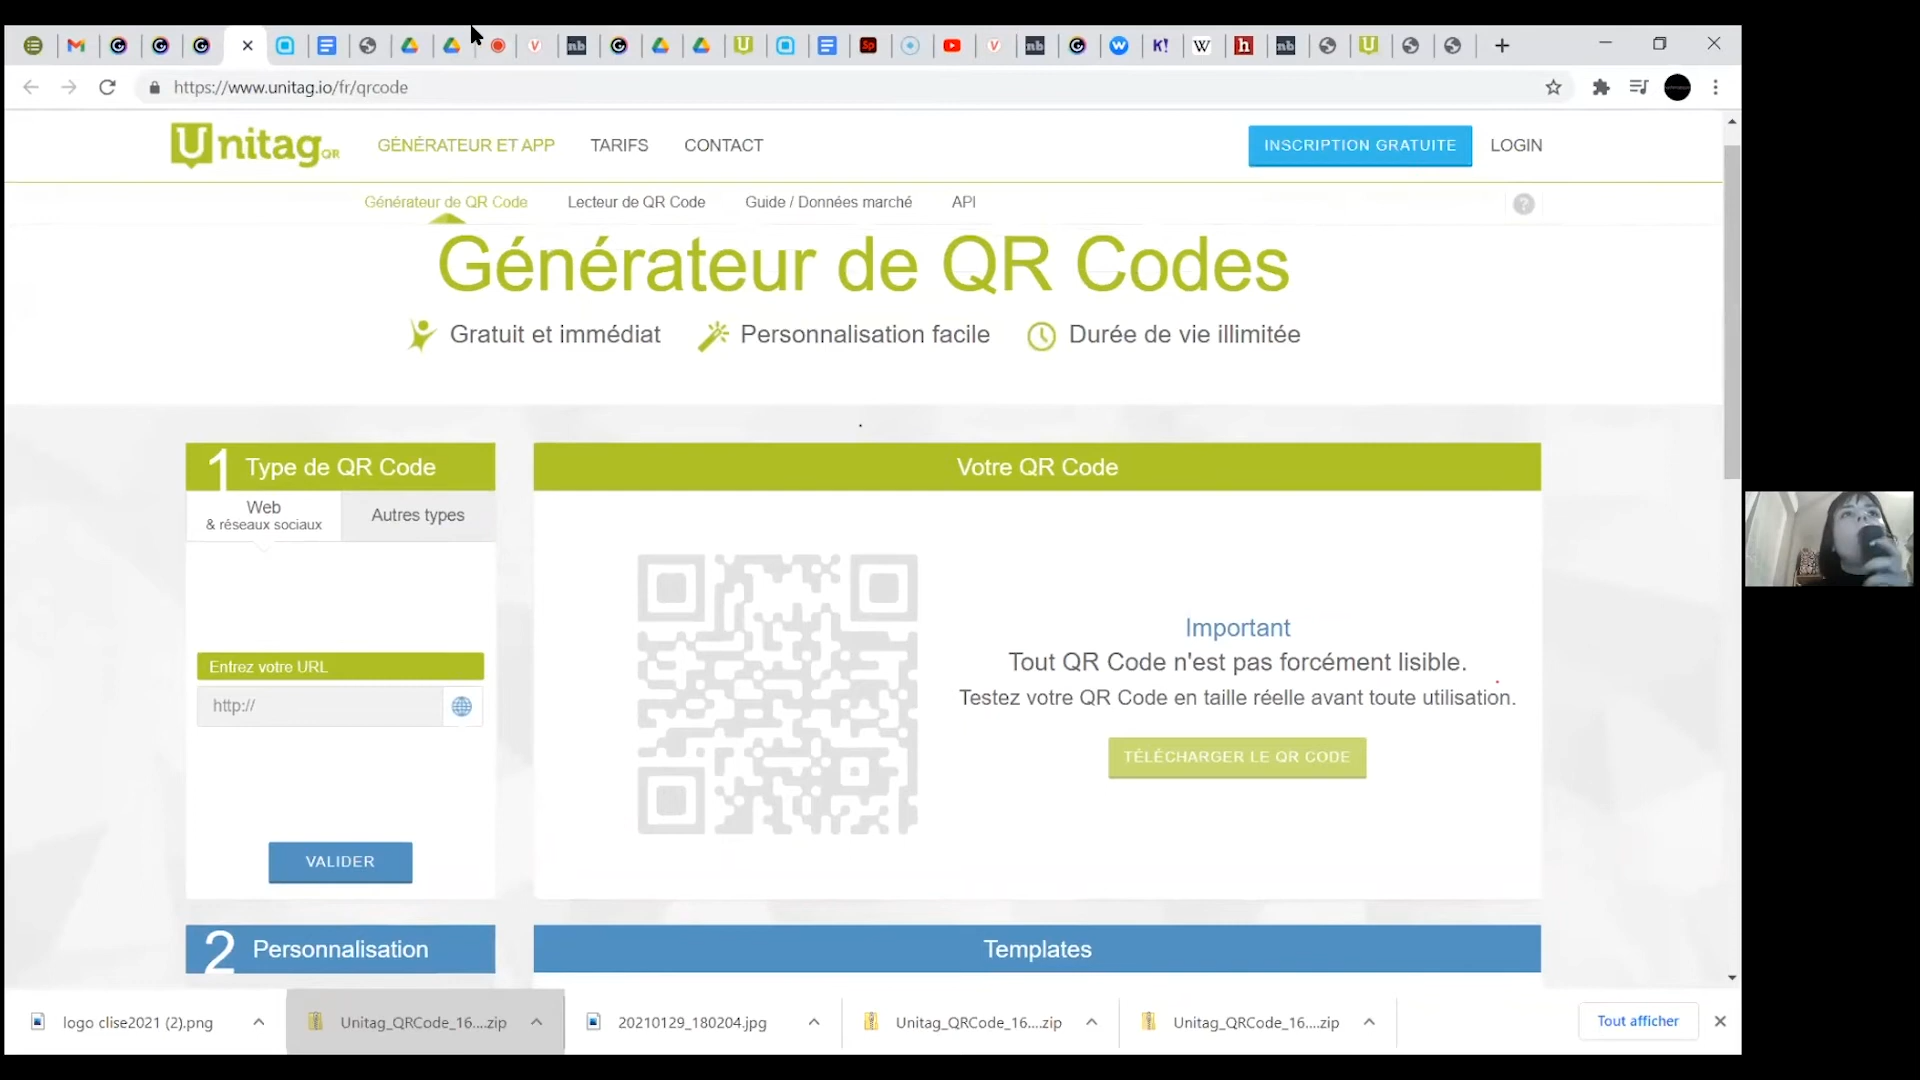 https://www.unitag.io/fr/qrcode
Unitag QR
GÉNÉRATEUR ET APP
TARIFS
CONTACT
INSCRIPTION GRATUITE
LOGIN
Générateur de QR Code
Lecteur de QR Code
Guide / Données marché
API
?
Générateur de QR Codes
Gratuit et immédiat
Personnalisation facile
Durée de vie illimitée
1 Type de QR Code
Web
& réseaux sociaux
Autres types
Entrez votre URL
http://
VALIDER
Votre QR Code
Important
Tout QR Code n'est pas forcément lisible.
Testez votre QR Code en taille réelle avant toute utilisation.
TÉLÉCHARGER LE QR CODE
2 Personnalisation
Templates
logo clise2021 (2).png
Unitag_QRCode_16....zip
20210129_180204.jpg
Unitag_QRCode_16....zip
Unitag_QRCode_16....zip
Tout afficher